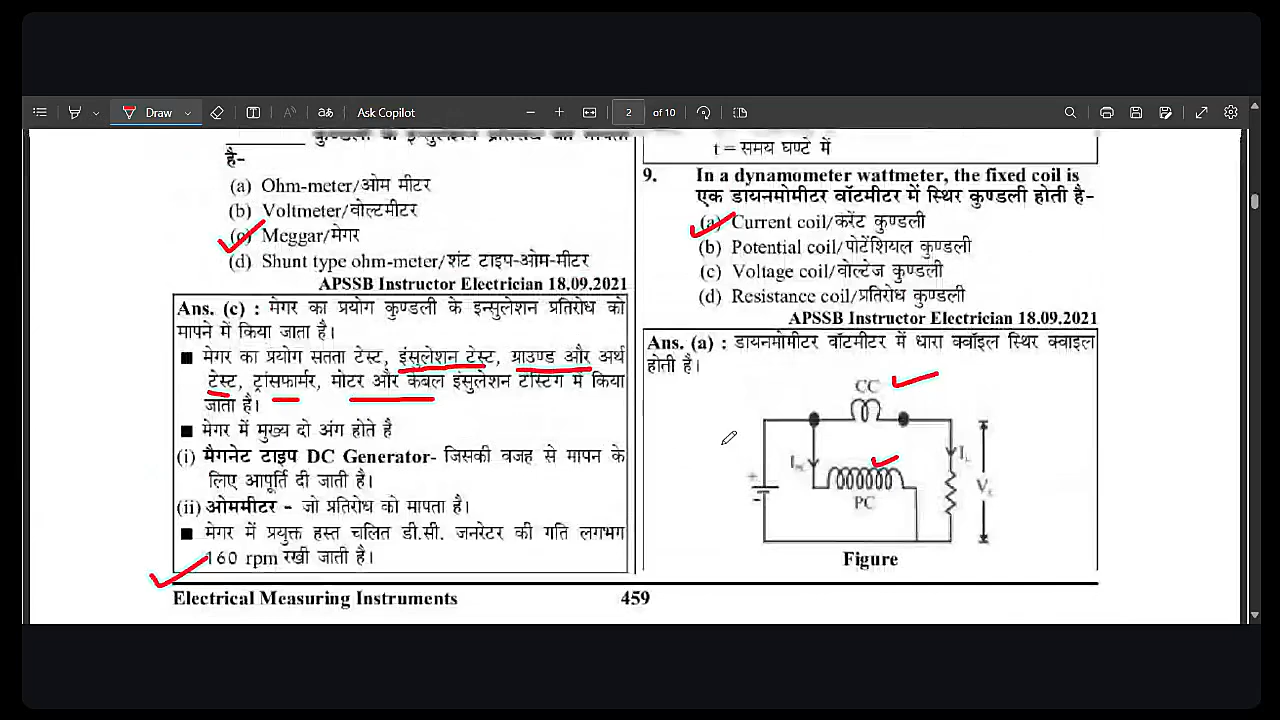 Draw
Ask Copilot
2 of 10
है-
(a) Ohm-meter/ओम मीटर
(b) Voltmeter/वोल्टमीटर
(c) Meggar/मेगर
(d) Shunt type ohm-meter/शंट टाइप-ओम-मीटर
APSSB Instructor Electrician 18.09.2021
Ans. (c) : मेगर का प्रयोग कुण्डली के इन्सुलेशन प्रतिरोध को
मापने में किया जाता है।
■ मेगर का प्रयोग सतता टेस्ट, इंसुलेशन टेस्ट, ग्राउण्ड और अर्थ
टेस्ट, ट्रांसफार्मर, मोटर और केबल इंसुलेशन टेस्टिंग में किया
जाता है।
■ मेगर में मुख्य दो अंग होते है
(i) मैगनेट टाइप DC Generator- जिसकी वजह से मापन के
लिए आपूर्ति दी जाती है।
(ii) ओममीटर - जो प्रतिरोध को मापता है।
■ मेगर में प्रयुक्त हस्त चलित डी.सी. जनरेटर की गति लगभग
160 rpm रखी जाती है।
t = समय घण्टे में
9. In a dynamometer wattmeter, the fixed coil is
एक डायनमोमीटर वॉटमीटर में स्थिर कुण्डली होती है-
(a) Current coil/करेंट कुण्डली
(b) Potential coil/पोटेंशियल कुण्डली
(c) Voltage coil/वोल्टेज कुण्डली
(d) Resistance coil/प्रतिरोध कुण्डली
APSSB Instructor Electrician 18.09.2021
Ans. (a) : डायनमोमीटर वॉटमीटर में धारा क्वॉइल स्थिर क्वाइल
होती है।
CC
PC
+
-
Figure
Electrical Measuring Instruments 459